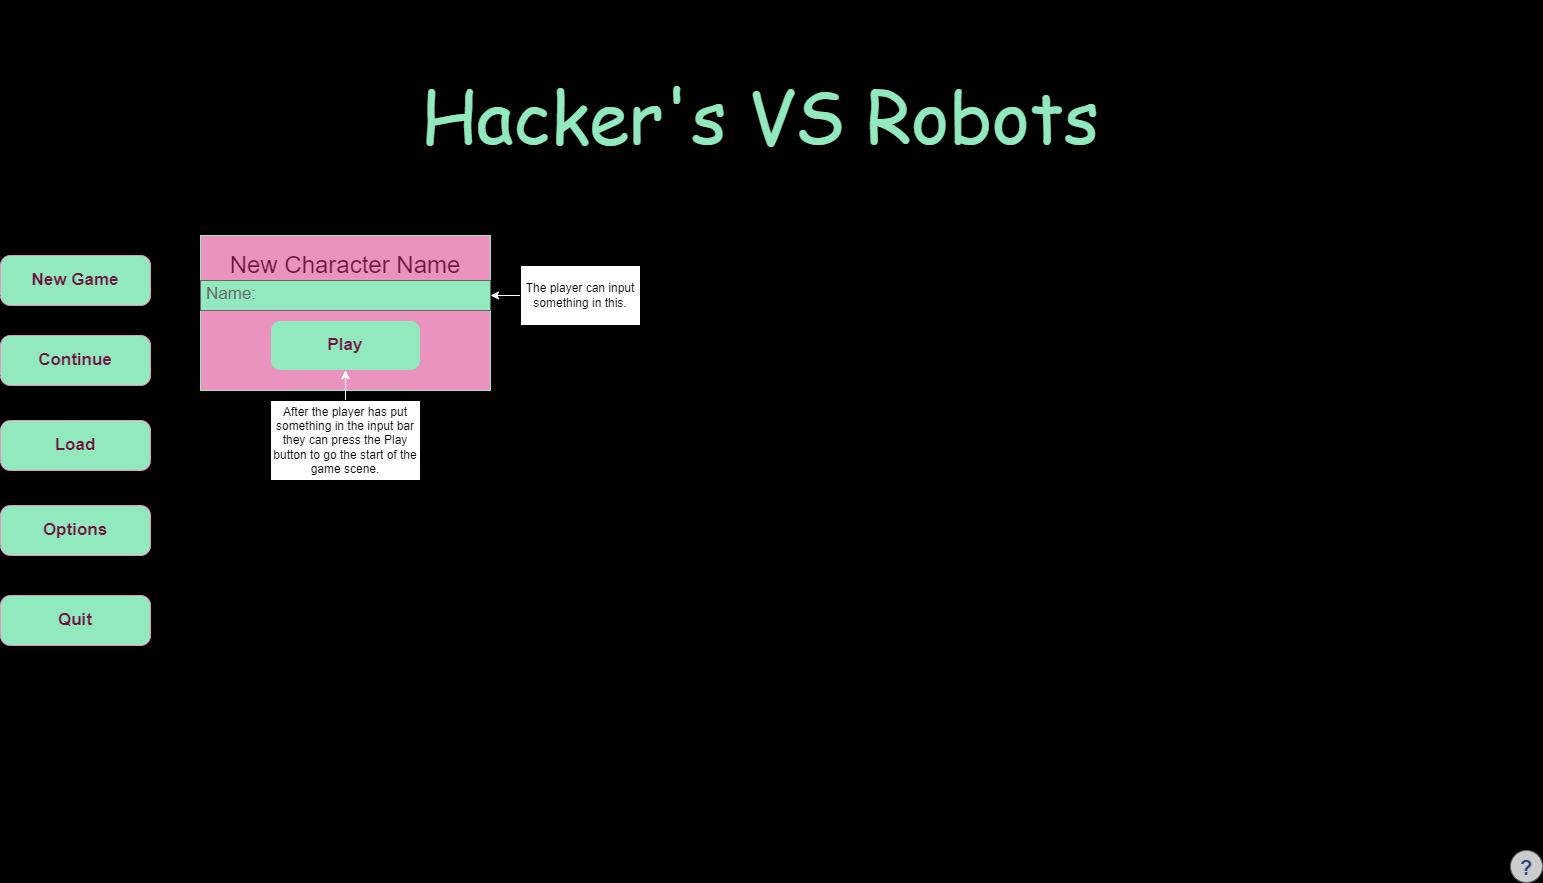 Hacker's VS Robots
New Game
Continue
Load
Options
Quit
New Character Name
Name:
Play
The player can input
something in this.
After the player has put
something in the input bar
they can press the Play
button to go the start of the
game scene.
?